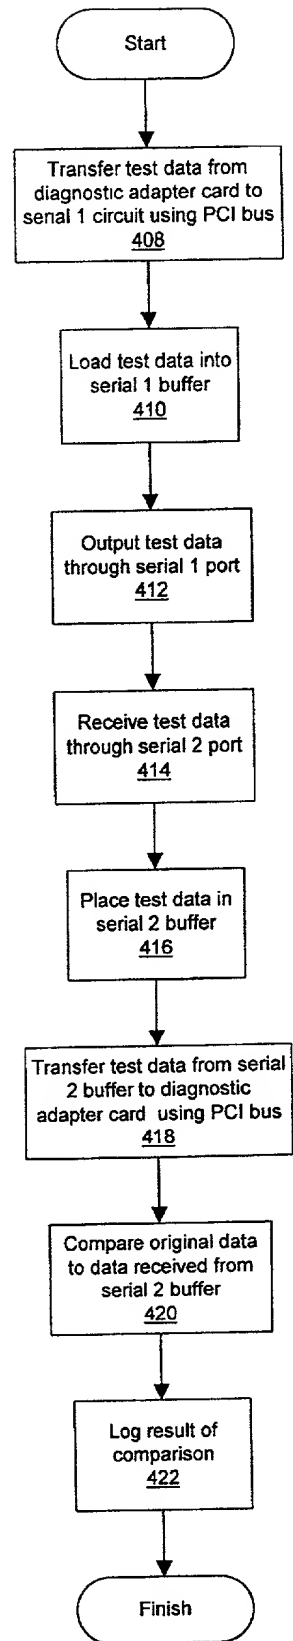 Start
Transfer test data from
diagnostic adapter card to
serial 1 circuit using PCI bus
408
Load test data into
serial 1 buffer
410
Output test data
through serial 1 port
412
Receive test data
through serial 2 port
414
Place test data in
serial 2 buffer
416
Transfer test data from serial
2 buffer to diagnostic
adapter card using PCI bus
418
Compare original data
to data received from
serial 2 buffer
420
Log result of
comparison
422
Finish